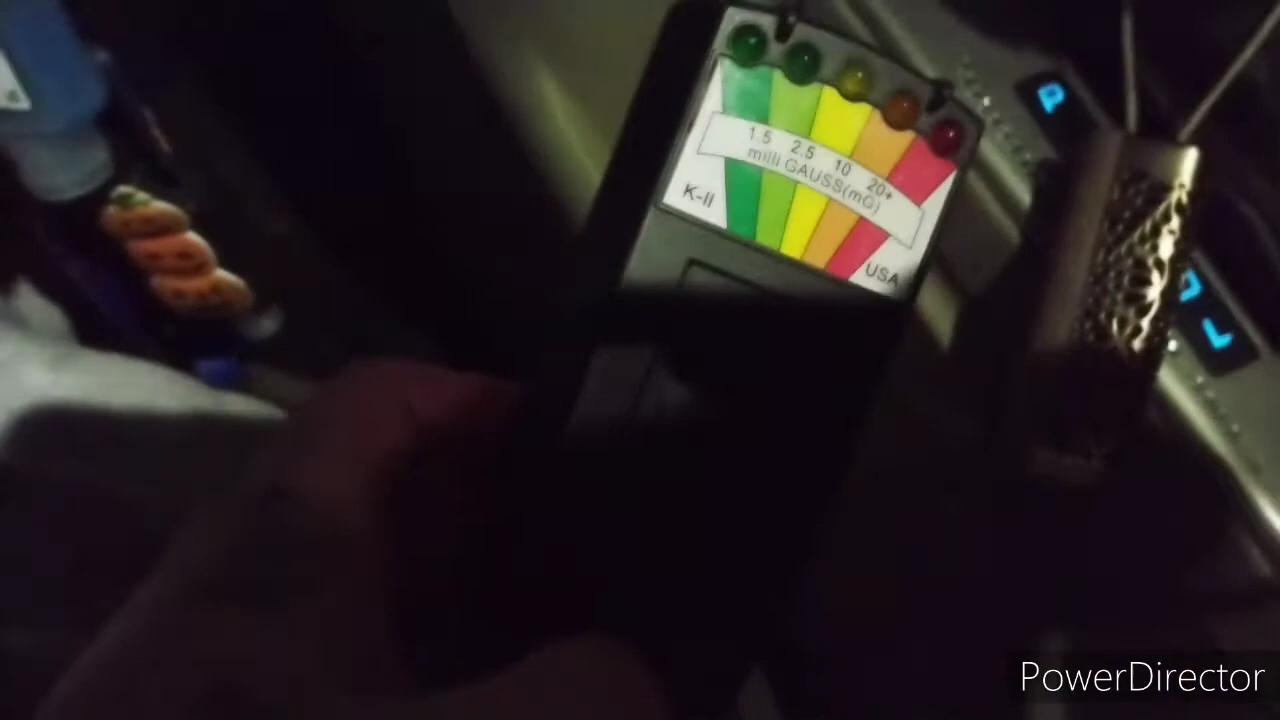 1.5 2.5 10 20+
milli GAUSS(mG)
K-II
USA
P
L
PowerDirector